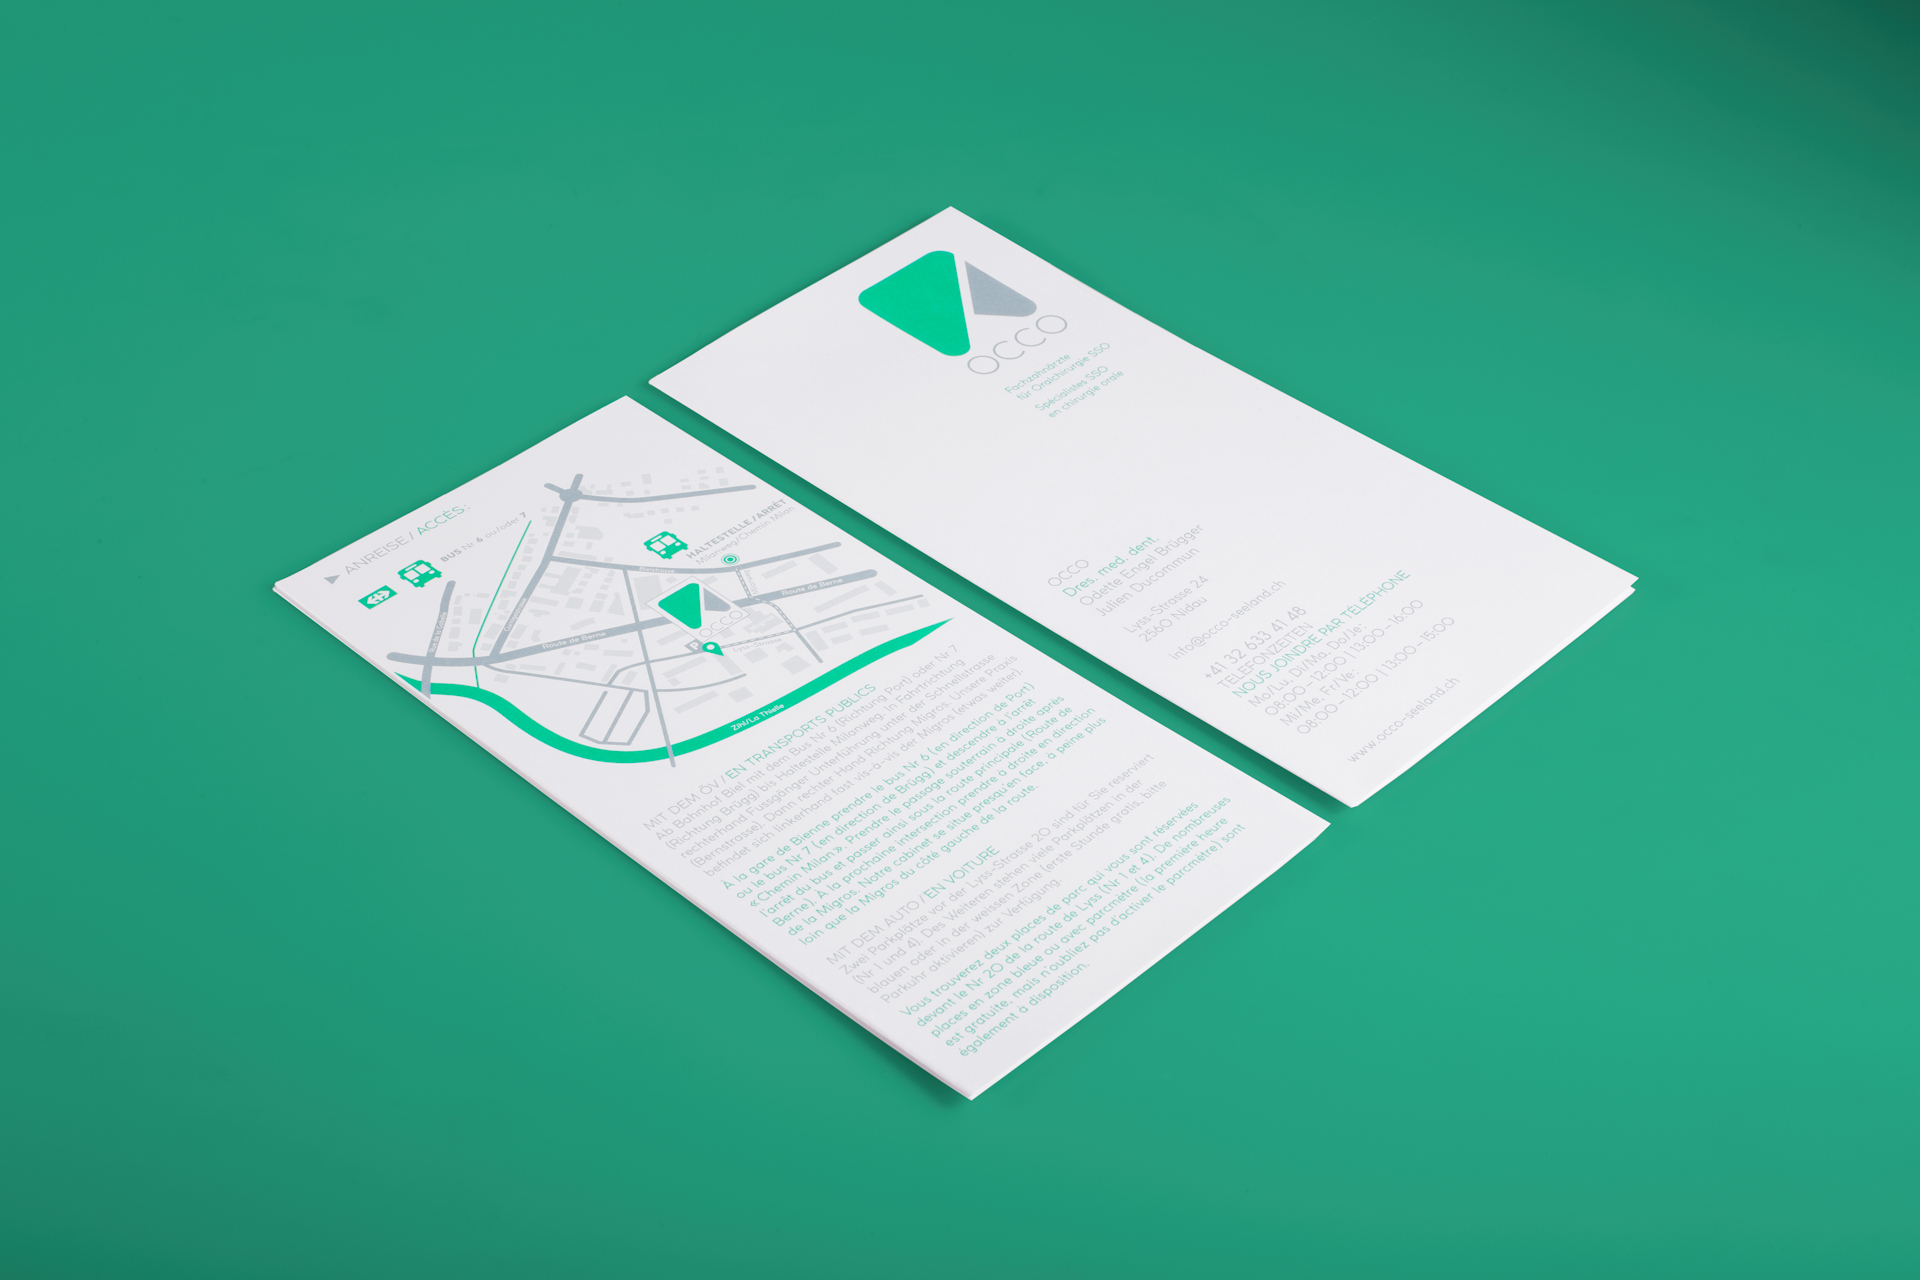 OCCO
Fachzahnärzte
für Oralchirurgie SSO
Spécialistes SSO
en chirurgie orale
OCCO
Dres. med. dent.
Odette Engel Brügger
Julien Ducommun
Lyss-Strasse 24
2560 Nidau
info@occo-seeland.ch
+41 32 633 41 48
TELEFONZEITEN
NOUS JOINDRE PAR TÉLÉPHONE
Mo/Lu, Di/Ma, Do/Je:
08:00–12:00 | 13:00–16:00
Mi/Me, Fr/Ve:
08:00–12:00 | 13:00–15:00
www.occo-seeland.ch
ANREISE / ACCÈS:
BUS Nr 6 ou/oder 7
HALTESTELLE / ARRÊT
Milanweg/Chemin Milan
Route de Berne
Route de Berne
OCCO
P
Lyss-Strasse
Zihl/La Thielle
MIT DEM ÖV / EN TRANSPORTS PUBLICS
Ab Bahnhof Biel mit dem Bus Nr 6 (Richtung Port) oder Nr 7
(Richtung Brügg) bis Haltestelle Milanweg. In Fahrtrichtung
rechterhand Fussgänger Unterführung unter der Schnellstrasse
(Bernstrasse). Dann rechter Hand Richtung Migros. Unsere Praxis
befindet sich linkerhand fast vis-à-vis der Migros (etwas weiter).
À la gare de Bienne prendre le bus Nr 6 (en direction de Port)
ou le bus Nr 7 (en direction de Brügg) et descendre à l'arrêt
«Chemin Milan». Prendre le passage souterrain à droite après
l'arrêt du bus et passer ainsi sous la route principale (Route de
Berne). À la prochaine intersection prendre à droite en direction
de la Migros. Notre cabinet se situe presqu'en face, à peine plus
loin que la Migros du côté gauche de la route.
MIT DEM AUTO / EN VOITURE
Zwei Parkplätze vor der Lyss-Strasse 20 sind für Sie reserviert
(Nr 1 und 4). Des Weiteren stehen viele Parkplätzen in der
blauen oder in der weissen Zone (erste Stunde gratis, bitte
Parkuhr aktivieren) zur Verfügung.
Vous trouverez deux places de parc qui vous sont réservées
devant le Nr 20 de la route de Lyss (Nr 1 et 4). De nombreuses
places en zone bleue ou avec parcmètre (la première heure
est gratuite, mais n'oubliez pas d'activer le parcmètre) sont
également à disposition.